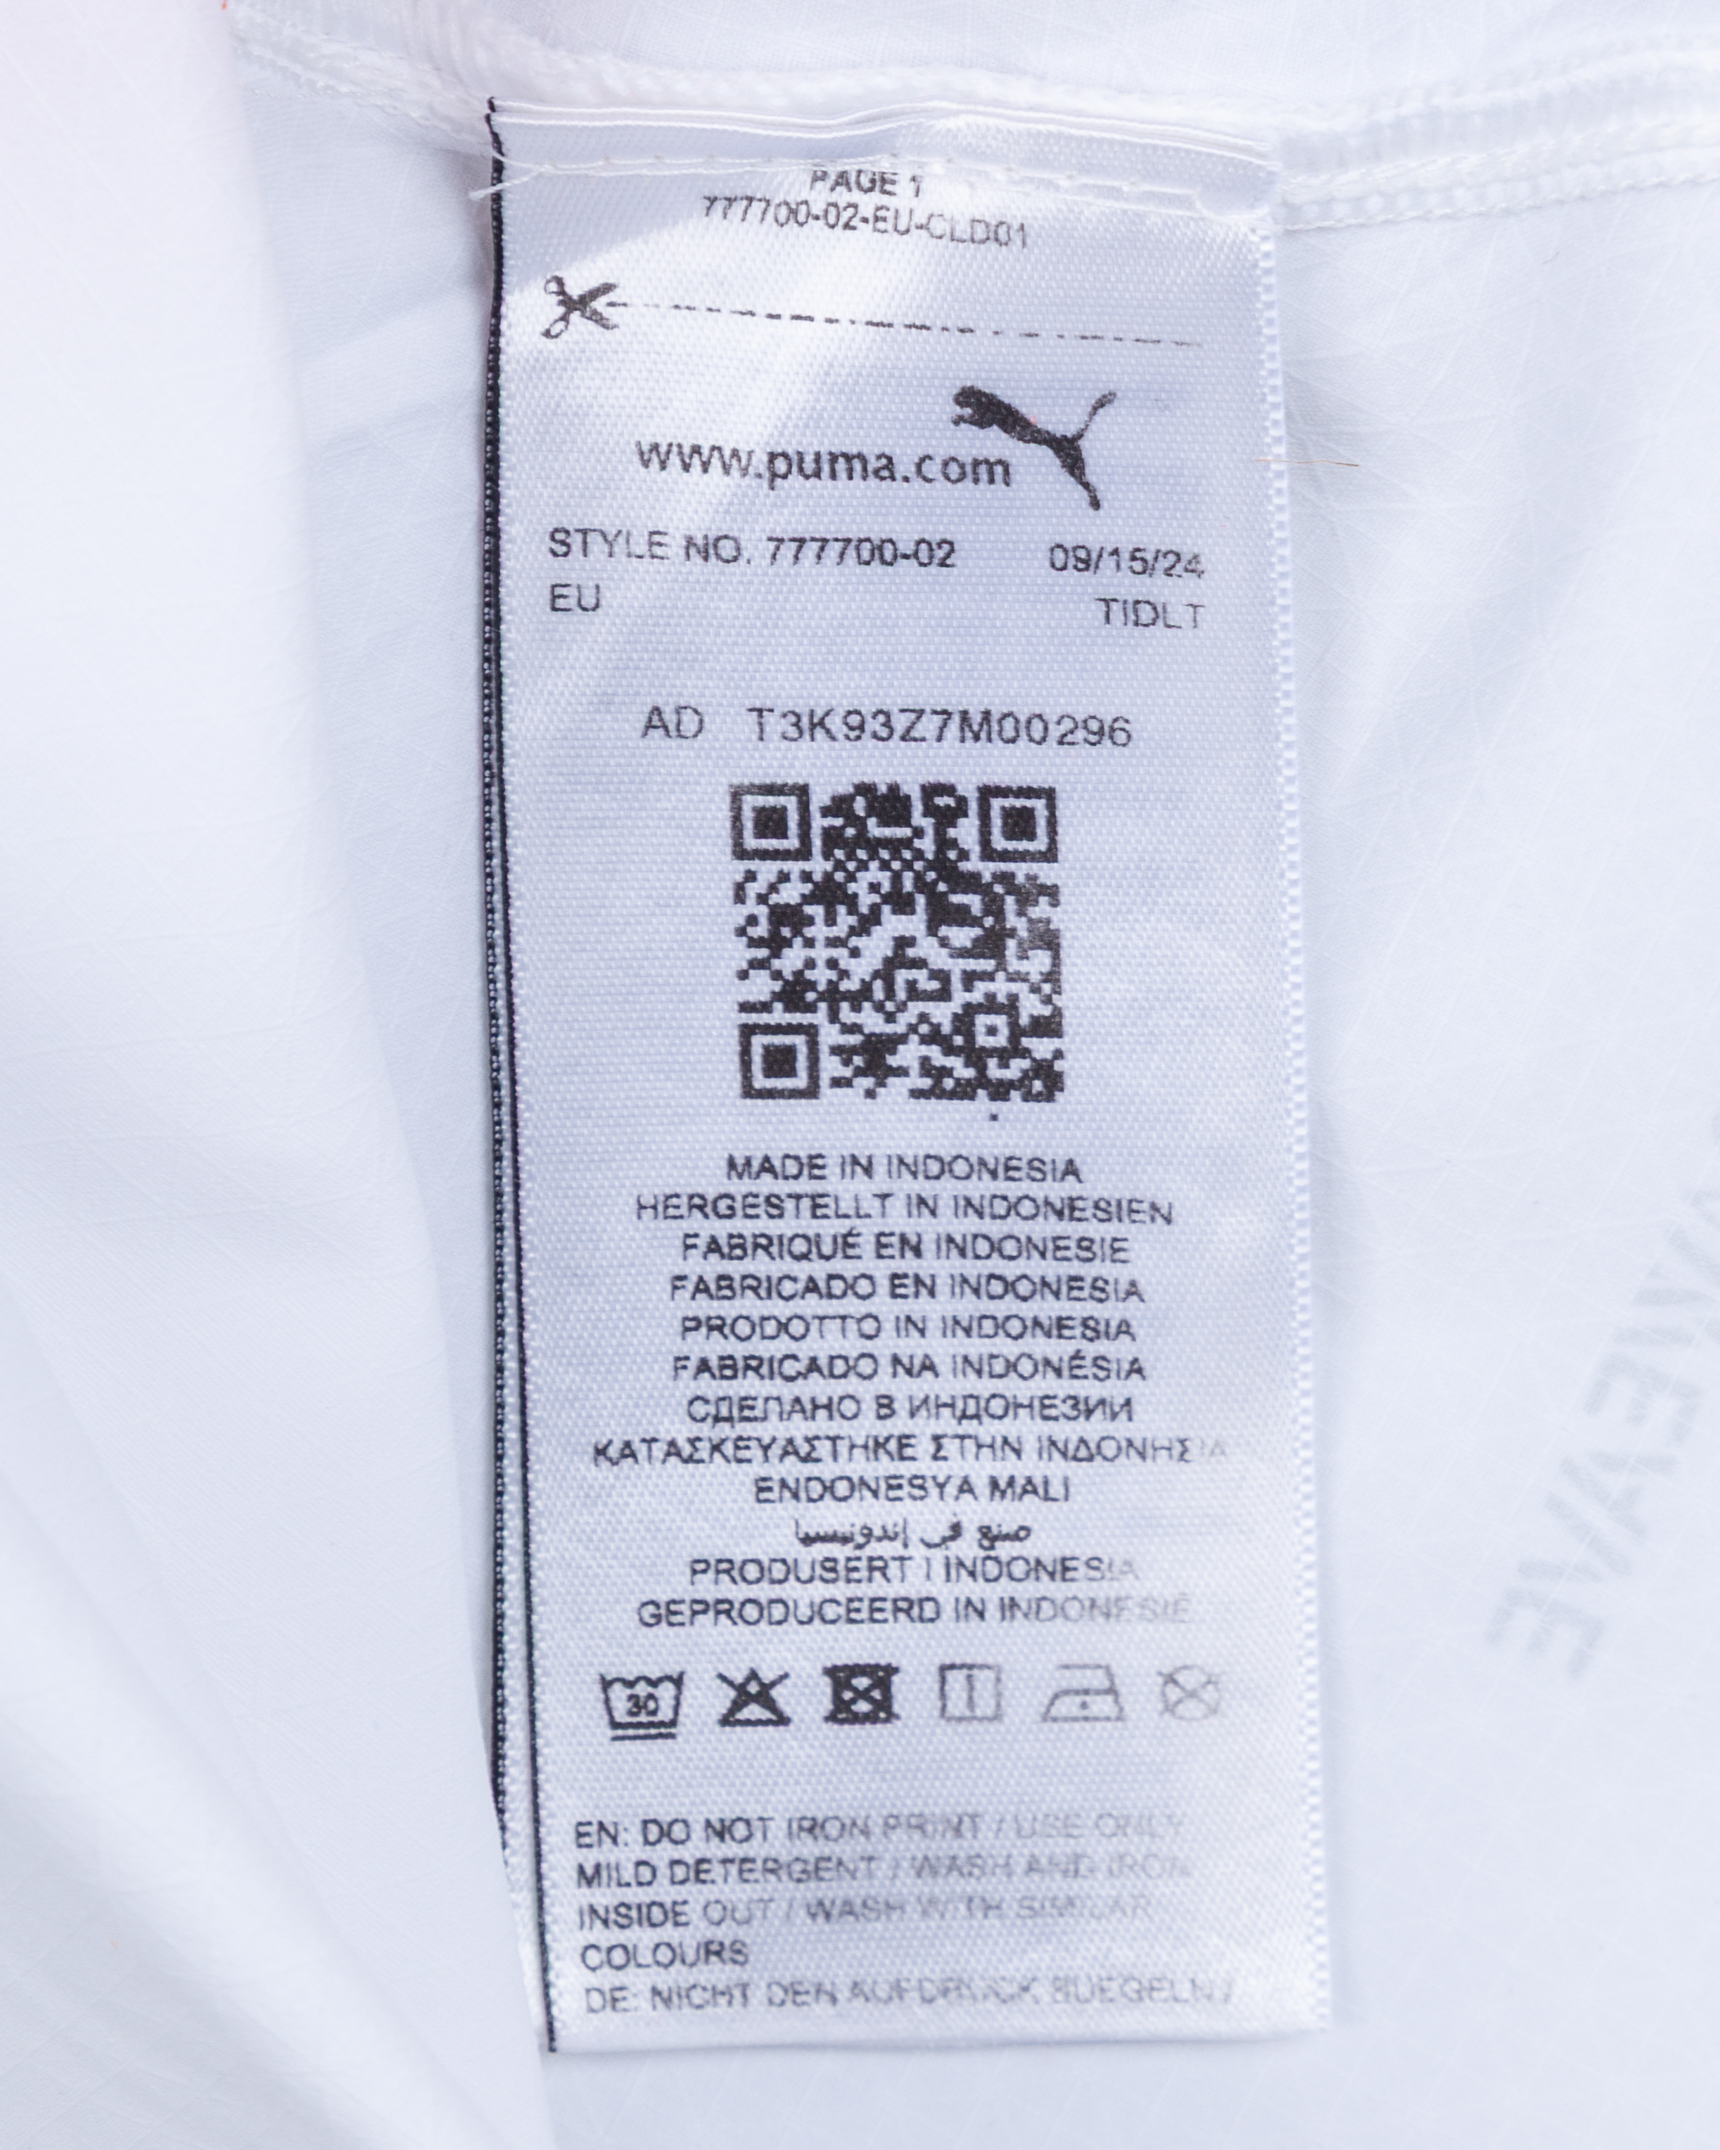 PAGE 1
777700-02-EU-CLD01
www.puma.com
STYLE NO. 777700-02 09/15/24
EU TIDLT
AD T3K93Z7M00296
MADE IN INDONESIA
HERGESTELLT IN INDONESIEN
FABRIQUÉ EN INDONESIE
FABRICADO EN INDONESIA
PRODOTTO IN INDONESIA
FABRICADO NA INDONÉSIA
СДЕЛАНО В ИНДОНЕЗИИ
ΚΑΤΑΣΚΕΥΑΣΤΗΚΕ ΣΤΗΝ ΙΝΔΟΝΗΣΙΑ
ENDONESYA MALI
صنع في إندونيسيا
PRODUSERT I INDONESIA
GEPRODUCEERD IN INDONESIË
30
EN: DO NOT IRON PRINT / USE ONLY
MILD DETERGENT / WASH AND IRON
INSIDE OUT / WASH WITH SIMILAR
COLOURS
DE: NICHT DEN AUFDRUCK BUEGELN /